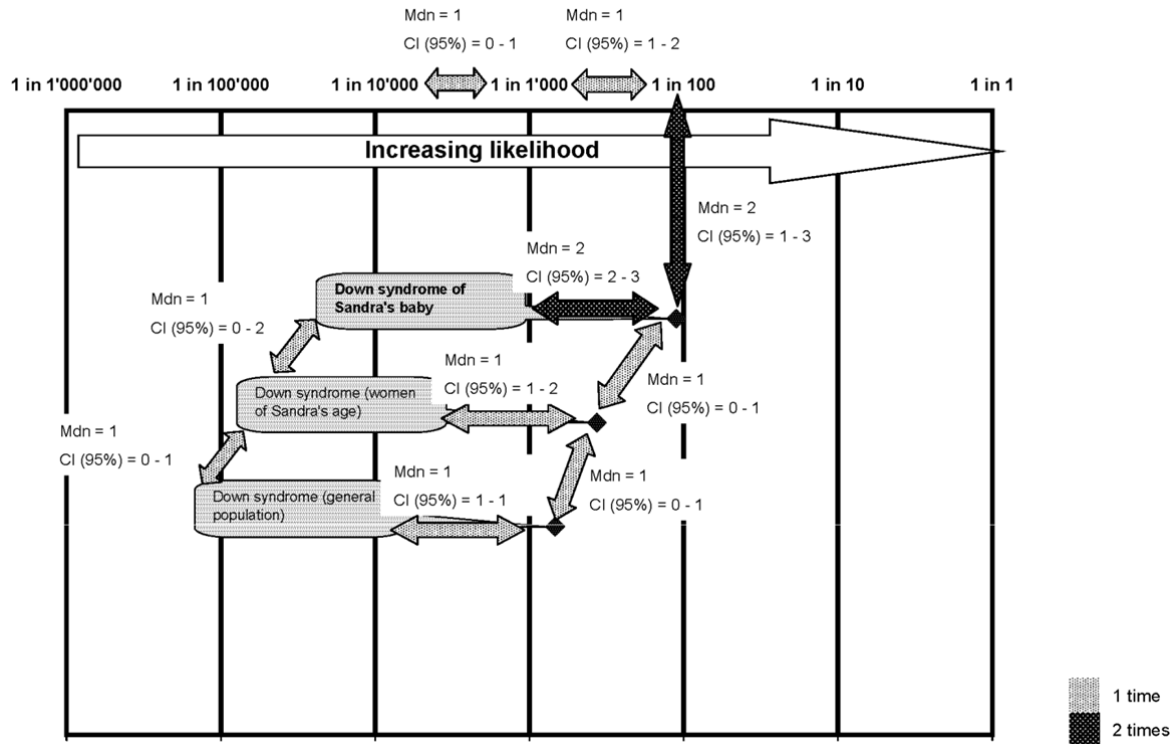 Mdn = 1
CI (95%) = 0 - 1
Mdn = 1
CI (95%) = 1 - 2
1 in 1'000'000
1 in 100'000
1 in 10'000
1 in 1'000
1 in 100
1 in 10
1 in 1
Increasing likelihood
Mdn = 2
CI (95%) = 1 - 3
Mdn = 2
CI (95%) = 2 - 3
Down syndrome of
Sandra's baby
Mdn = 1
CI (95%) = 0 - 2
Mdn = 1
CI (95%) = 1 - 2
Down syndrome (women
of Sandra's age)
Mdn = 1
CI (95%) = 0 - 1
Mdn = 1
CI (95%) = 0 - 1
Mdn = 1
CI (95%) = 1 - 1
Down syndrome (general
population)
Mdn = 1
CI (95%) = 0 - 1
1 time
2 times